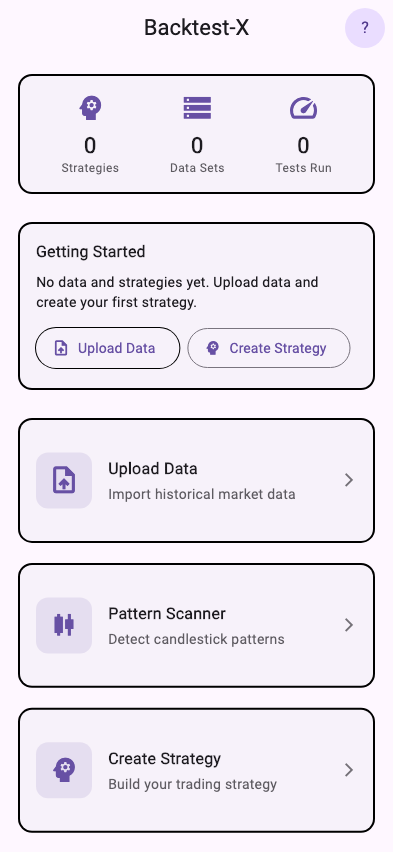 Backtest-X
?
0
0
0
Strategies
Data Sets
Tests Run
Getting Started
No data and strategies yet. Upload data and
create your first strategy.
Upload Data
Create Strategy
Upload Data
Import historical market data
Pattern Scanner
Detect candlestick patterns
Create Strategy
Build your trading strategy